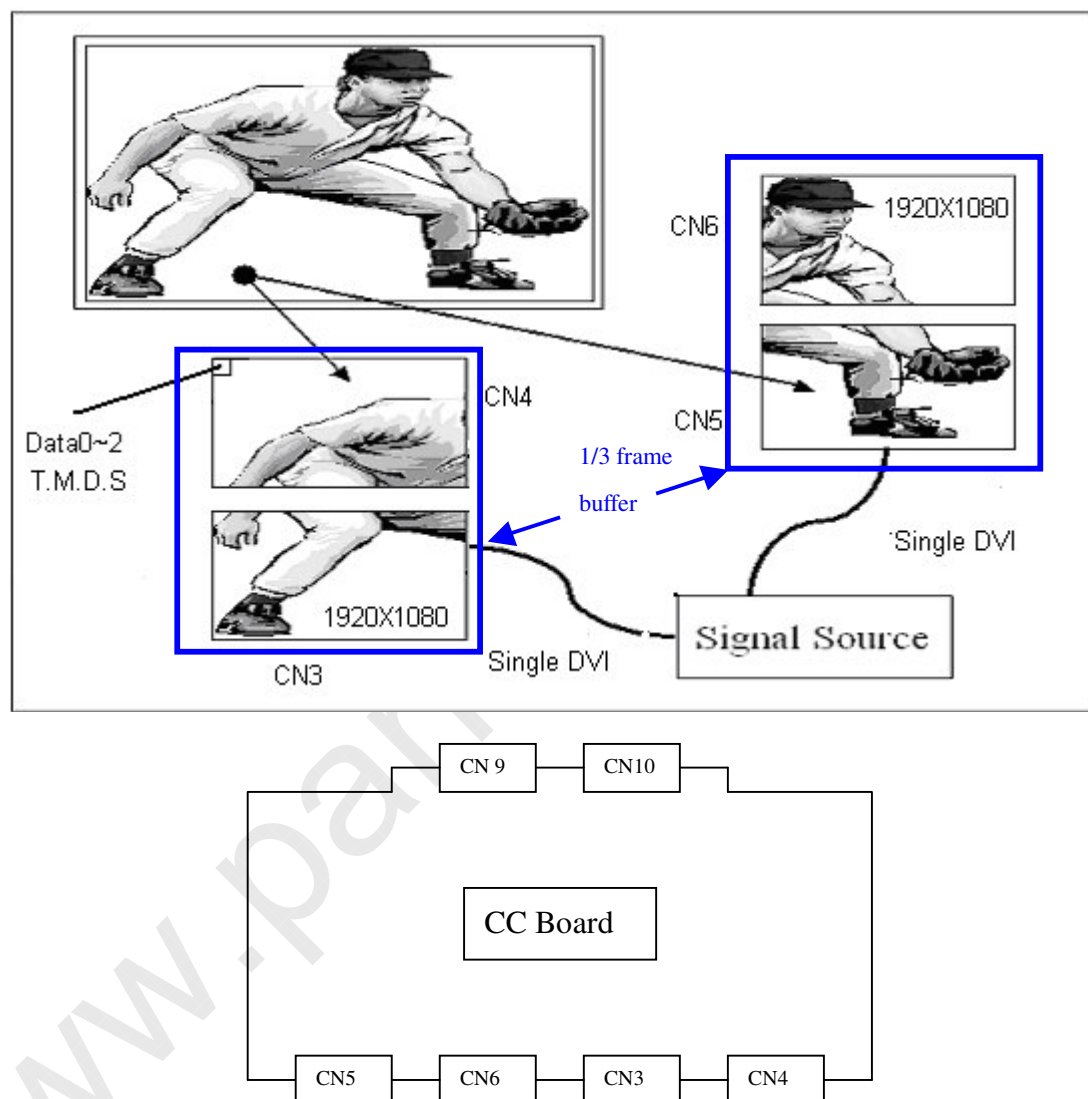 1920X1080
CN6
CN4
CN5
Data0~2
T.M.D.S
1/3 frame
buffer
Single DVI
1920X1080
Signal Source
Single DVI
CN3
CN 9
CN10
CC Board
CN5
CN6
CN3
CN4